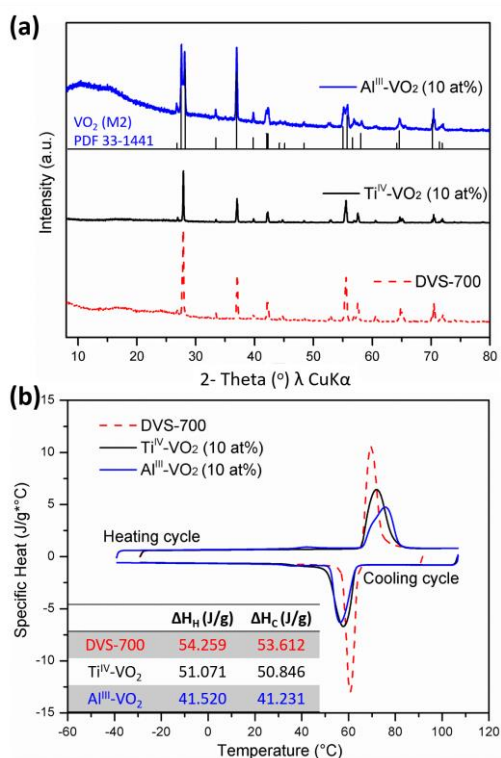 (a)
Al^III-VO₂ (10 at%)
VO₂ (M2)
PDF 33-1441
Ti^IV-VO₂ (10 at%)
DVS-700
Intensity (a.u.)
10 20 30 40 50 60 70 80
2- Theta (°) λ CuKα
(b)
15
10
5
0
-5
-10
-15
DVS-700
Ti^IV-VO₂ (10 at%)
Al^III-VO₂ (10 at%)
Heating cycle
Cooling cycle
Specific Heat (J/g*°C)
ΔH_H (J/g) ΔH_C (J/g)
DVS-700 54.259 53.612
Ti^IV-VO₂ 51.071 50.846
Al^III-VO₂ 41.520 41.231
-60 -40 -20 0 20 40 60 80 100 120
Temperature (°C)